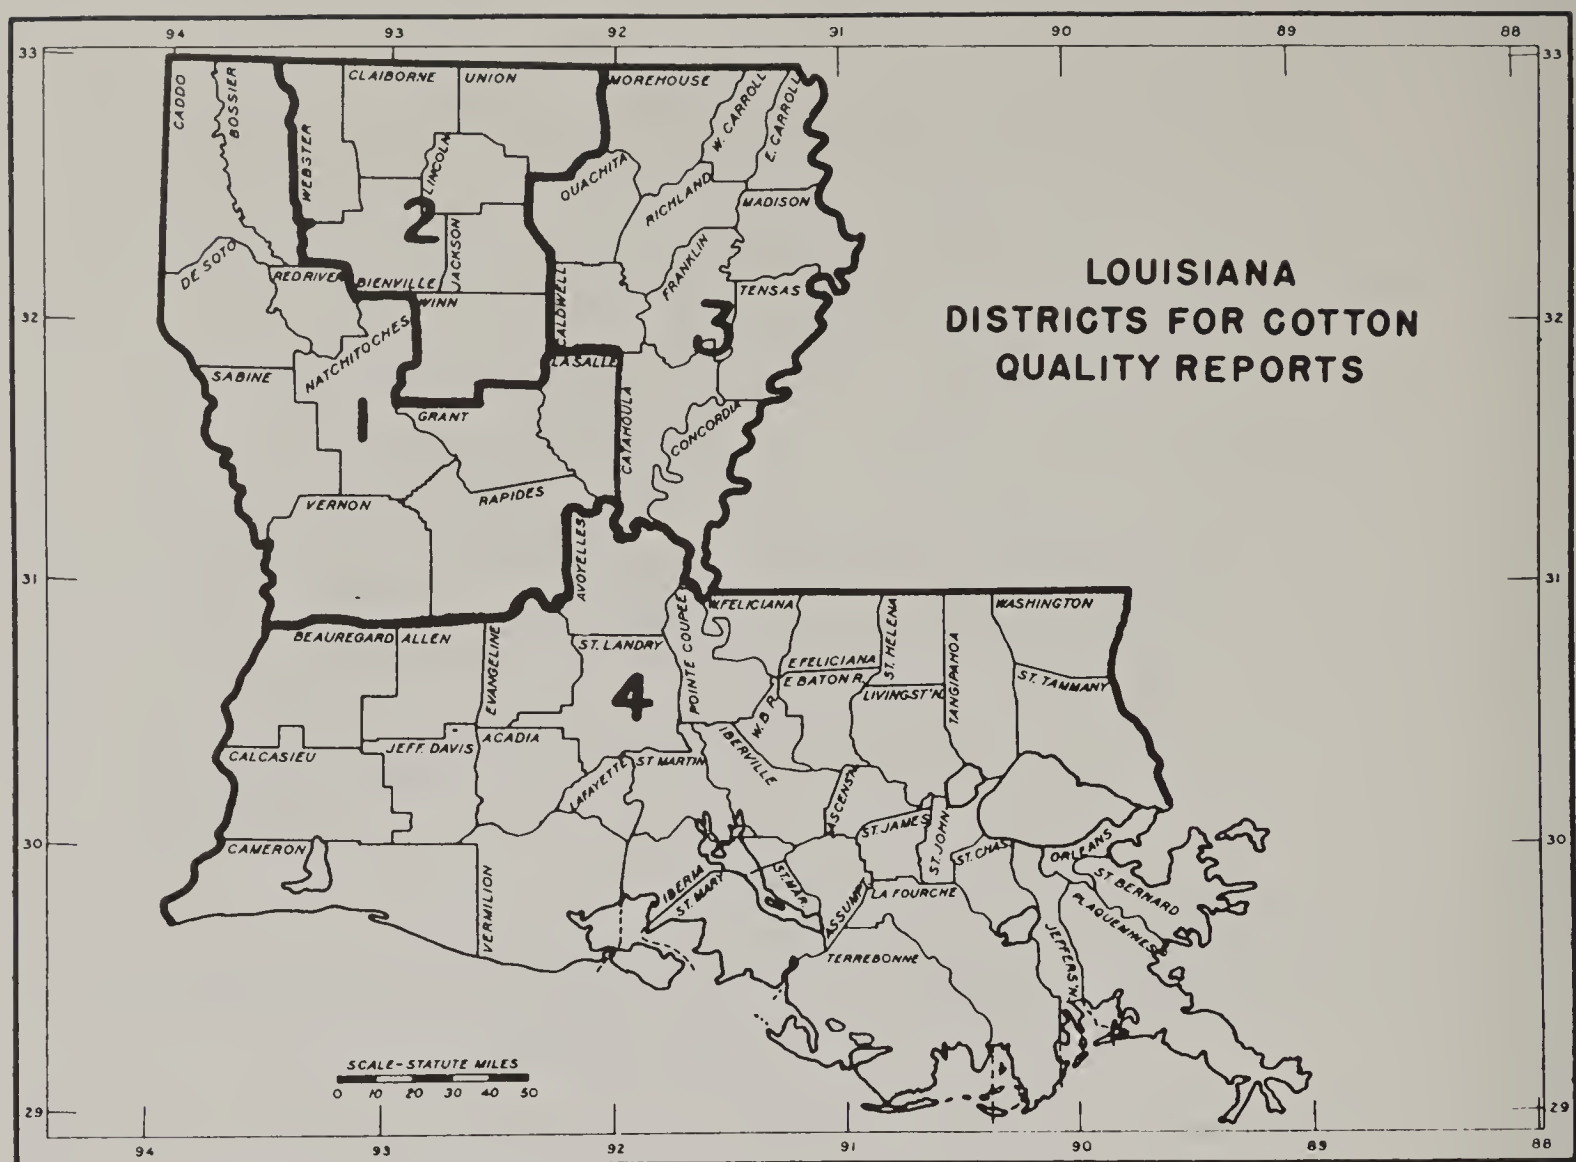 94 93 92 91 90 89 88
33 33
CADDO
BOSSIER
WEBSTER
CLAIBORNE
UNION
MOREHOUSE
W. CARROLL
E. CARROLL
LINCOLN
OUACHITA
RICHLAND
MADISON
2
JACKSON
BIENVILLE
DE SOTO
RED RIVER
WINN
CALDWELL
FRANKLIN
TENSAS
3
LOUISIANA
DISTRICTS FOR COTTON
QUALITY REPORTS
32 32
NATCHITOCHES
SABINE
LA SALLE
1
GRANT
CATAHOULA
CONCORDIA
VERNON
RAPIDES
AVOYELLES
31 31
BEAUREGARD
ALLEN
EVANGELINE
ST. LANDRY
POINTE COUPEE
W. FELICIANA
E FELICIANA
ST. HELENA
TANGIPAHOA
WASHINGTON
4
E BATON R.
LIVINGST'N
ST. TAMMANY
W. B. R.
CALCASIEU
JEFF. DAVIS
ACADIA
LAFAYETTE
ST MARTIN
IBERVILLE
ASCENS'N
ST. JAMES
ST. JOHN
ST. CHAS
30 30
CAMERON
VERMILION
IBERIA
ST. MARY
ST. MAR.
ASSUMPT
LA FOURCHE
ORLEANS
ST BERNARD
PLAQUEMINES
JEFFERS'N.
TERREBONNE
SCALE-STATUTE MILES
0 10 20 30 40 50
29 29
94 93 92 91 90 89 88